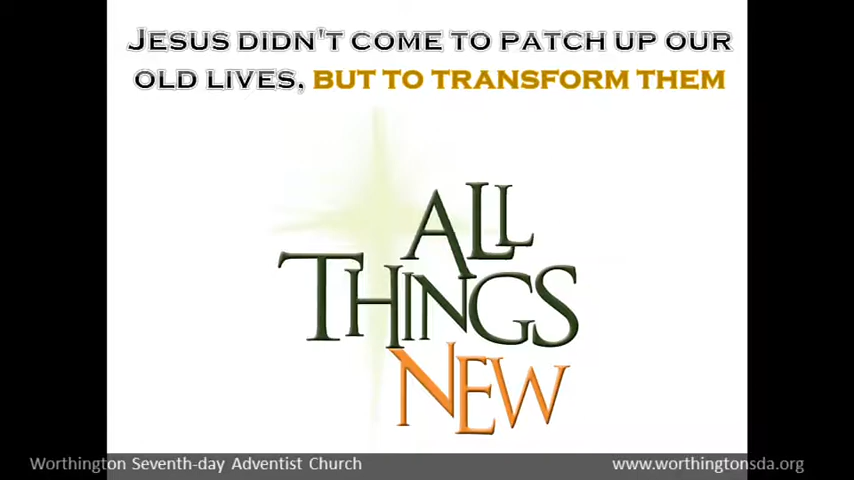 JESUS DIDN'T COME TO PATCH UP OUR
OLD LIVES, BUT TO TRANSFORM THEM
ALL
THINGS
NEW
Worthington Seventh-day Adventist Church
www.worthingtonsda.org